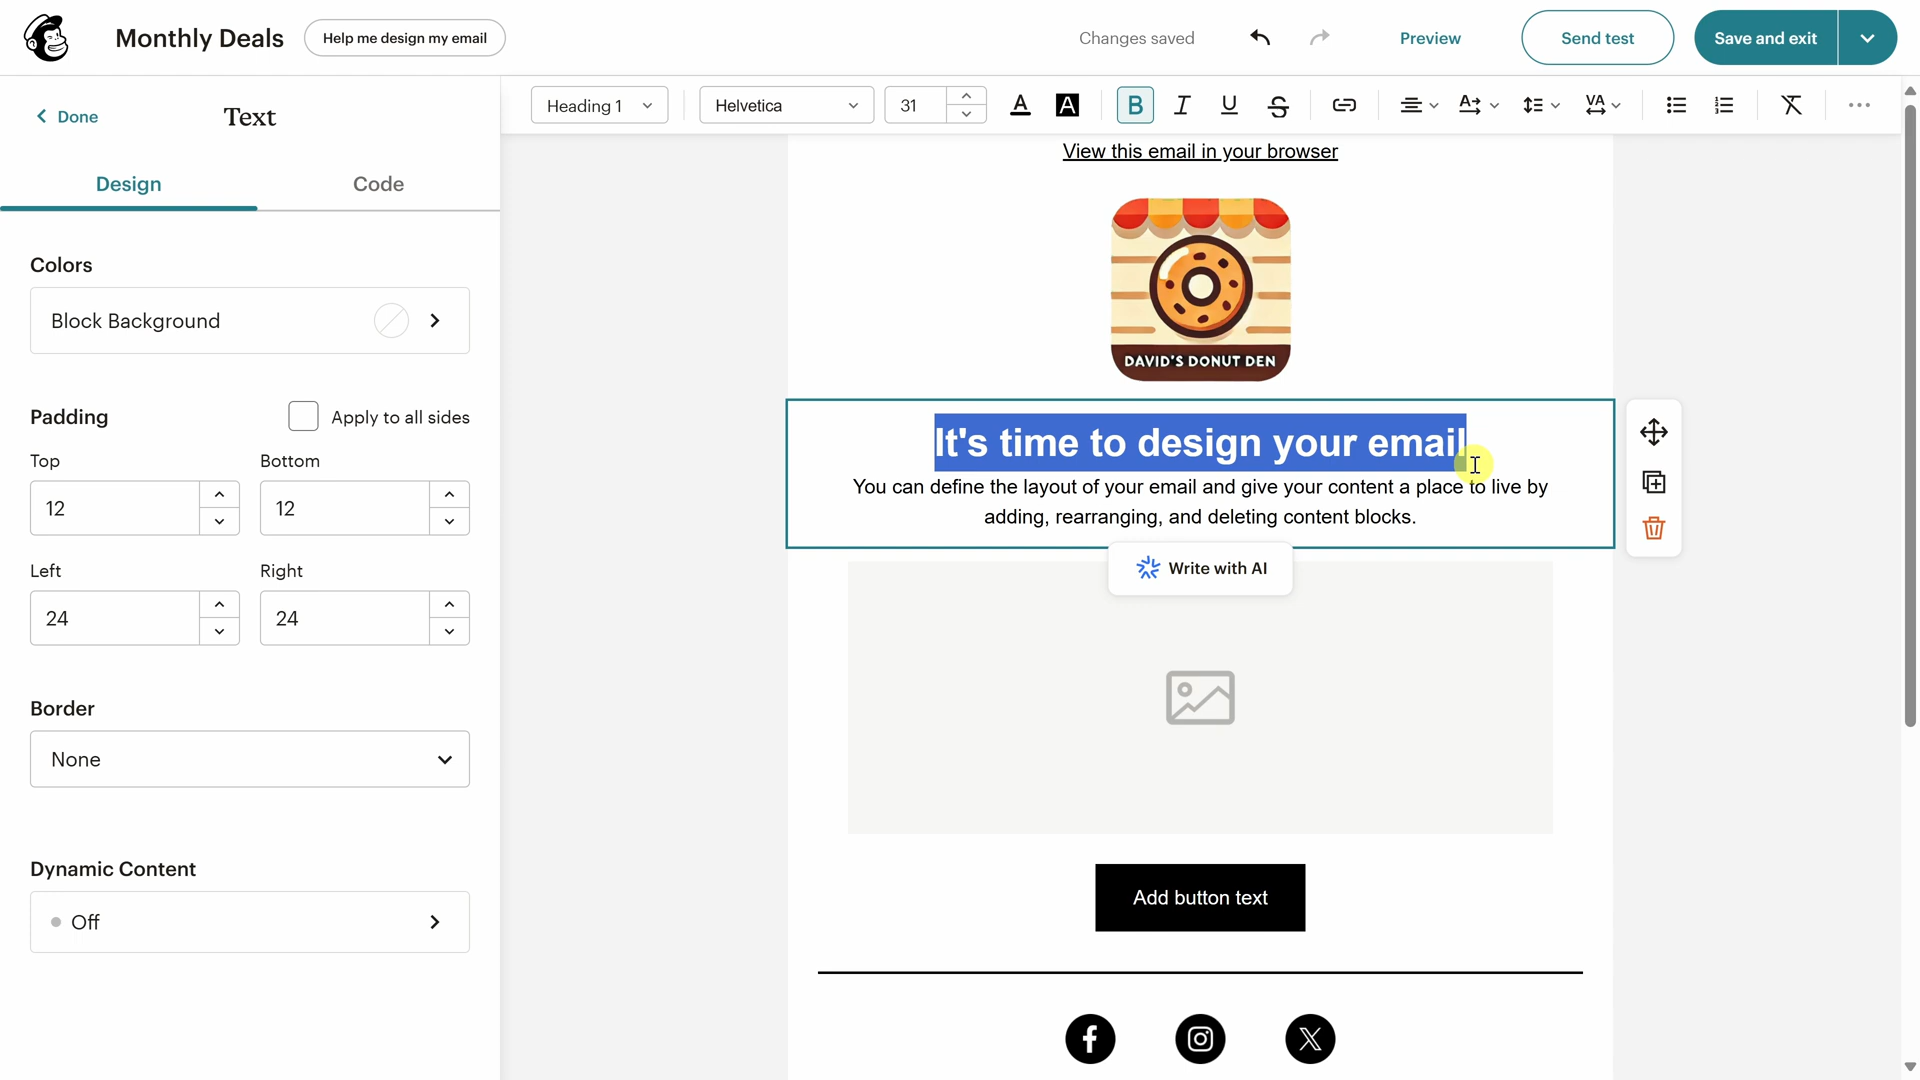 Monthly Deals
Help me design my email
Changes saved
Preview
Send test
Save and exit
Done
Text
Heading 1
Helvetica
31
A
A
B
I
U
S
VA
Design
Code
View this email in your browser
Colors
Block Background
DAVID'S DONUT DEN
Padding
Apply to all sides
Top
Bottom
12
12
Left
Right
24
24
It's time to design your email
You can define the layout of your email and give your content a place to live by
adding, rearranging, and deleting content blocks.
Write with AI
Border
None
Dynamic Content
Off
Add button text